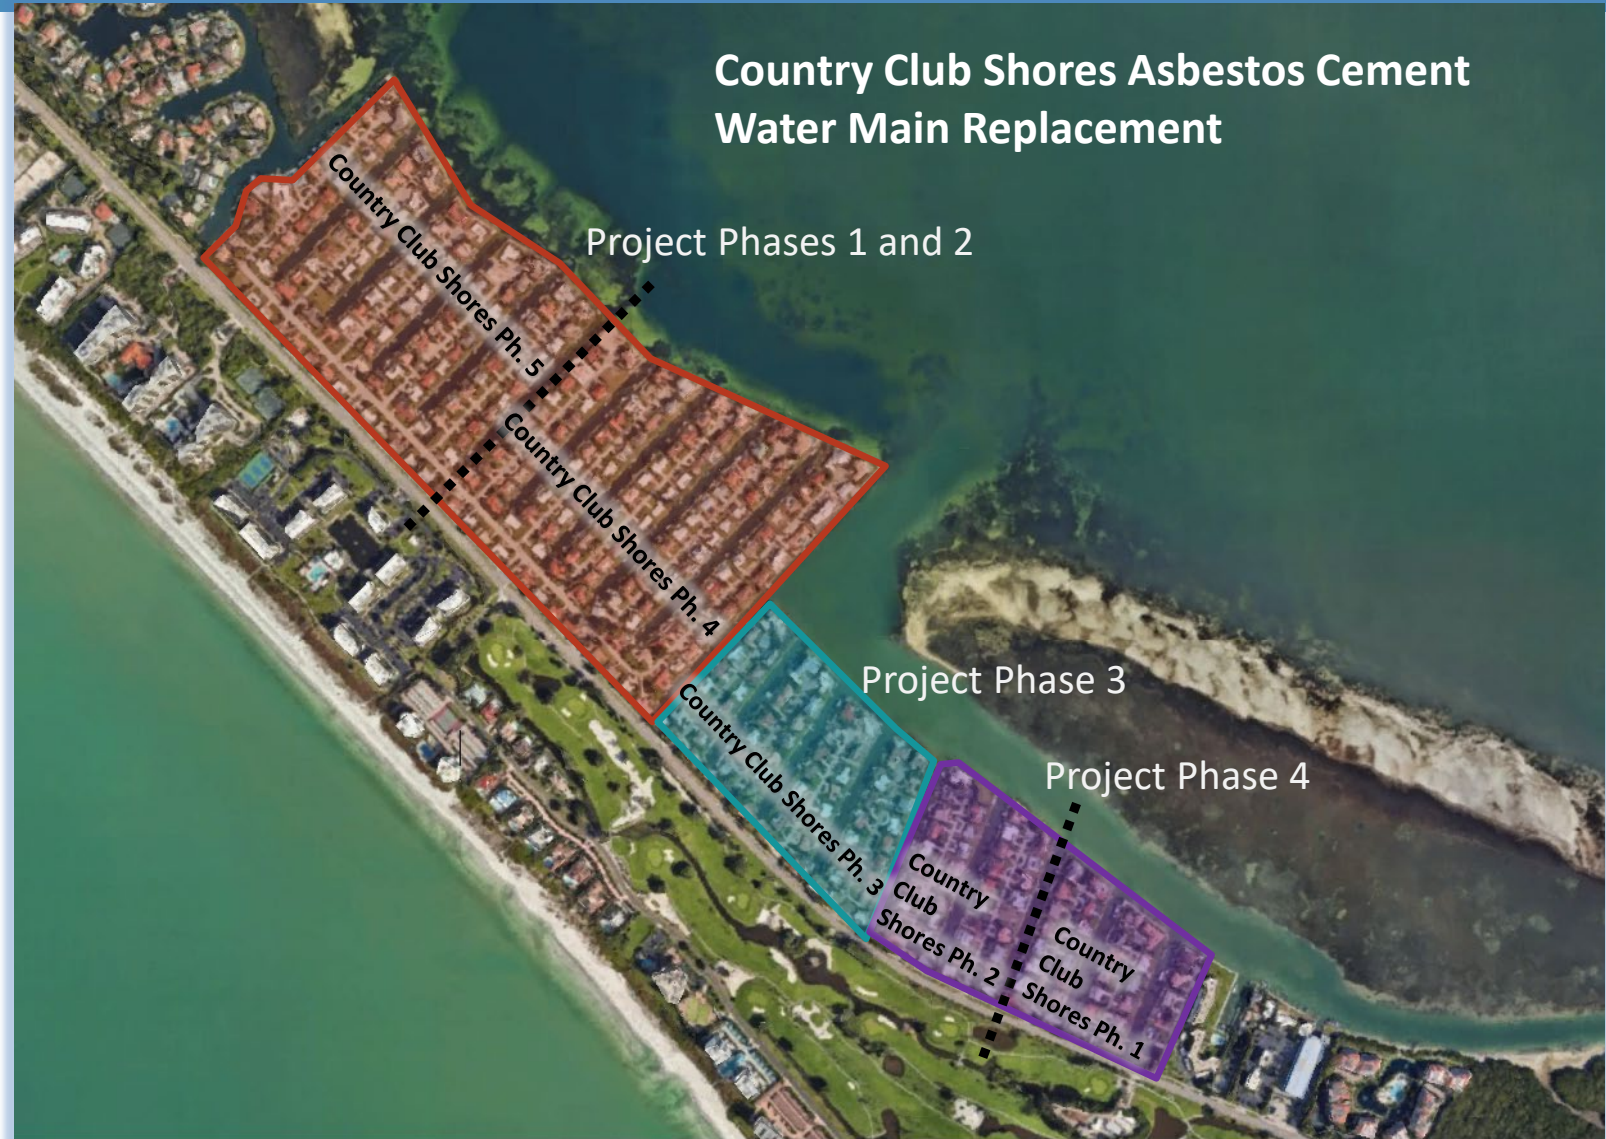 Country Club Shores Asbestos Cement
Water Main Replacement
Project Phases 1 and 2
Country Club Shores Ph. 5
Country Club Shores Ph. 4
Project Phase 3
Country Club Shores Ph. 3
Project Phase 4
Country
Club
Shores Ph. 2
Country
Club
Shores Ph. 1